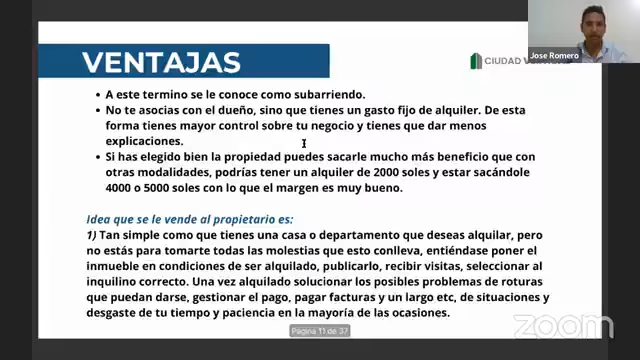 Jose Romero
VENTAJAS
CIUDAD
A este termino se le conoce como subarriendo.
No te asocias con el dueño, sino que tienes un gasto fijo de alquiler. De esta
forma tienes mayor control sobre tu negocio y tienes que dar menos
explicaciones.
Si has elegido bien la propiedad puedes sacarle mucho más beneficio que con
otras modalidades, podrías tener un alquiler de 2000 soles y estar sacándole
4000 o 5000 soles con lo que el margen es muy bueno.
Idea que se le vende al propietario es:
1) Tan simple como que tienes una casa o departamento que deseas alquilar, pero
no estás para tomarte todas las molestias que esto conlleva, entiéndase poner el
inmueble en condiciones de ser alquilado, publicarlo, recibir visitas, seleccionar al
inquilino correcto. Una vez alquilado solucionar los posibles problemas de roturas
que puedan darse, gestionar el pago, pagar facturas y un largo etc, de situaciones y
desgaste de tu tiempo y paciencia en la mayoría de las ocasiones.
Página 11 de 37
zoom